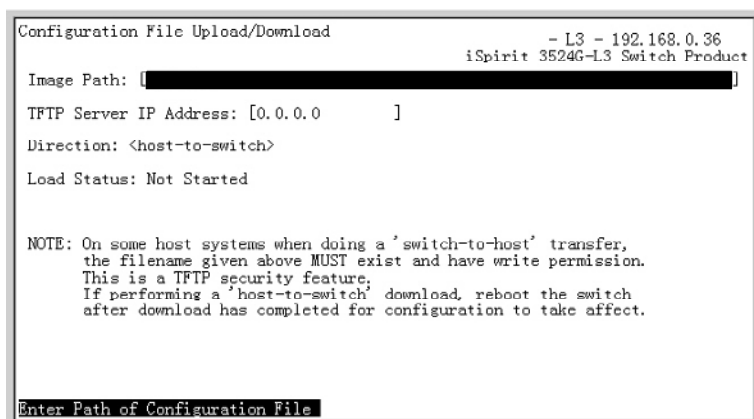 Configuration File Upload/Download
- L3 - 192.168.0.36
iSpirit 3524G-L3 Switch Product
Image Path: [ ]
TFTP Server IP Address: [0.0.0.0 ]
Direction: <host-to-switch>
Load Status: Not Started
NOTE: On some host systems when doing a 'switch-to-host' transfer,
the filename given above MUST exist and have write permission.
This is a TFTP security feature.
If performing a 'host-to-switch' download, reboot the switch
after download has completed for configuration to take affect.
Enter Path of Configuration File